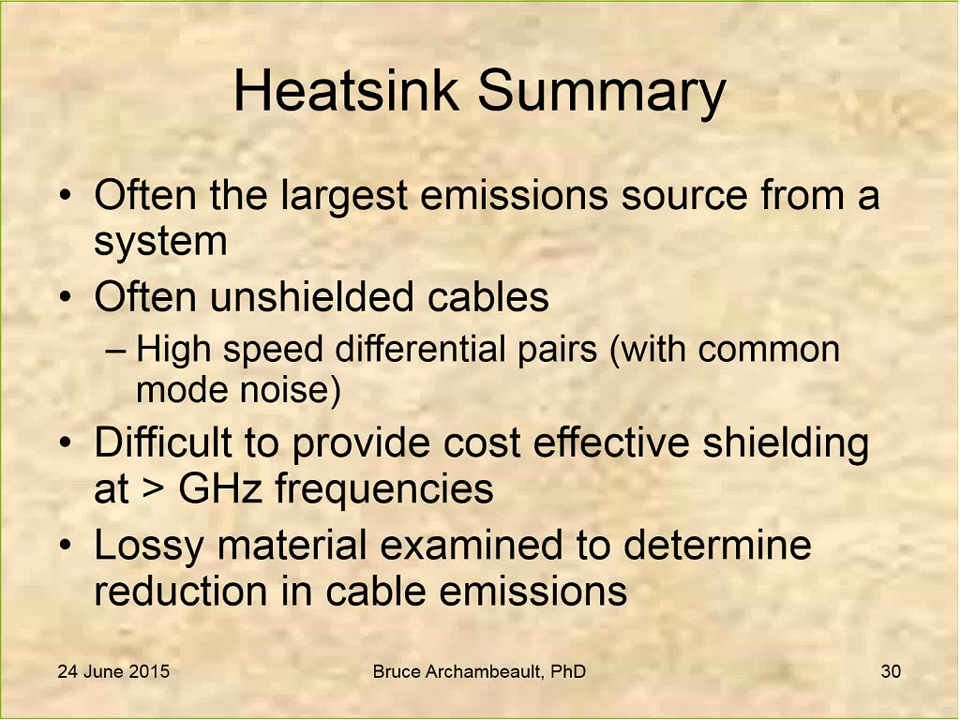 Heatsink Summary
• Often the largest emissions source from a
system
• Often unshielded cables
– High speed differential pairs (with common
mode noise)
• Difficult to provide cost effective shielding
at > GHz frequencies
• Lossy material examined to determine
reduction in cable emissions
24 June 2015 Bruce Archambeault, PhD 30